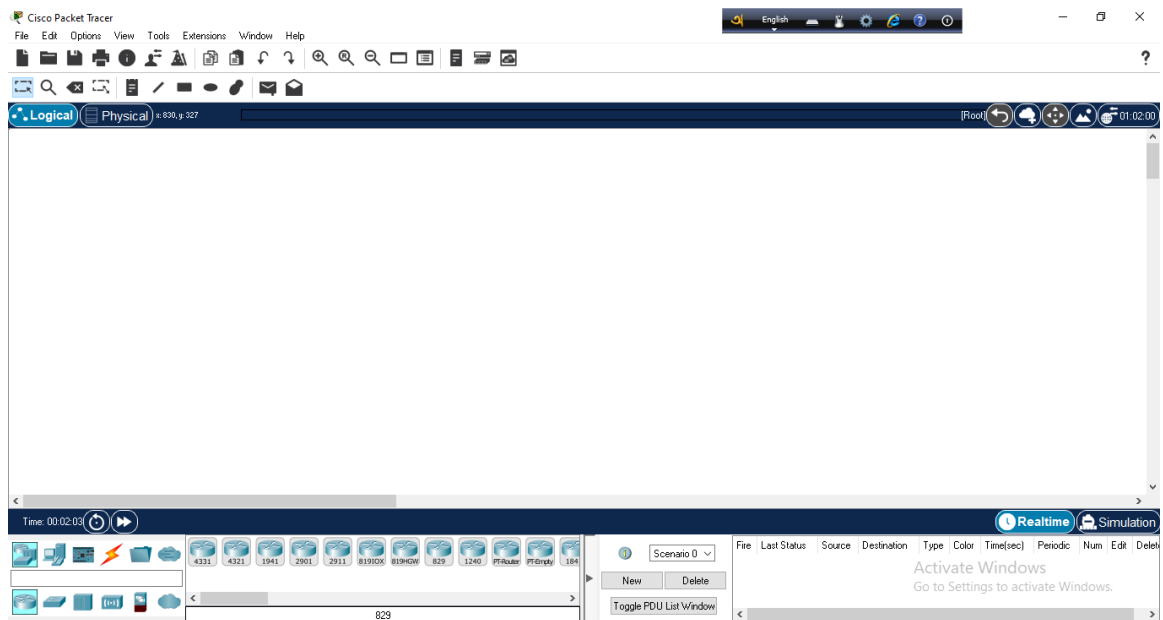 Cisco Packet Tracer
English
File Edit Options View Tools Extensions Window Help
?
Logical Physical x: 830, y: 327 [Root] 01:02:00
Time: 00:02:03 Realtime Simulation
4331 4321 1941 2901 2911 819IOX 819HGW 829 1240 PT-Router PT-Empty 184
829
Scenario 0
New Delete
Toggle PDU List Window
Fire Last Status Source Destination Type Color Time(sec) Periodic Num Edit Delet
Activate Windows
Go to Settings to activate Windows.